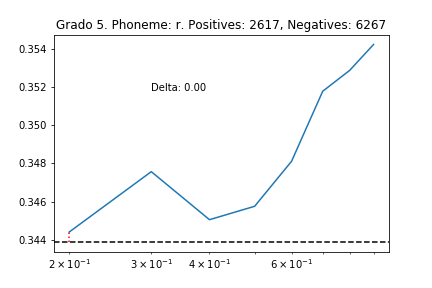 Grado 5. Phoneme: r. Positives: 2617, Negatives: 6267
0.354
0.352
Delta: 0.00
0.350
0.348
0.346
0.344
2 × 10⁻¹ 3 × 10⁻¹ 4 × 10⁻¹ 6 × 10⁻¹